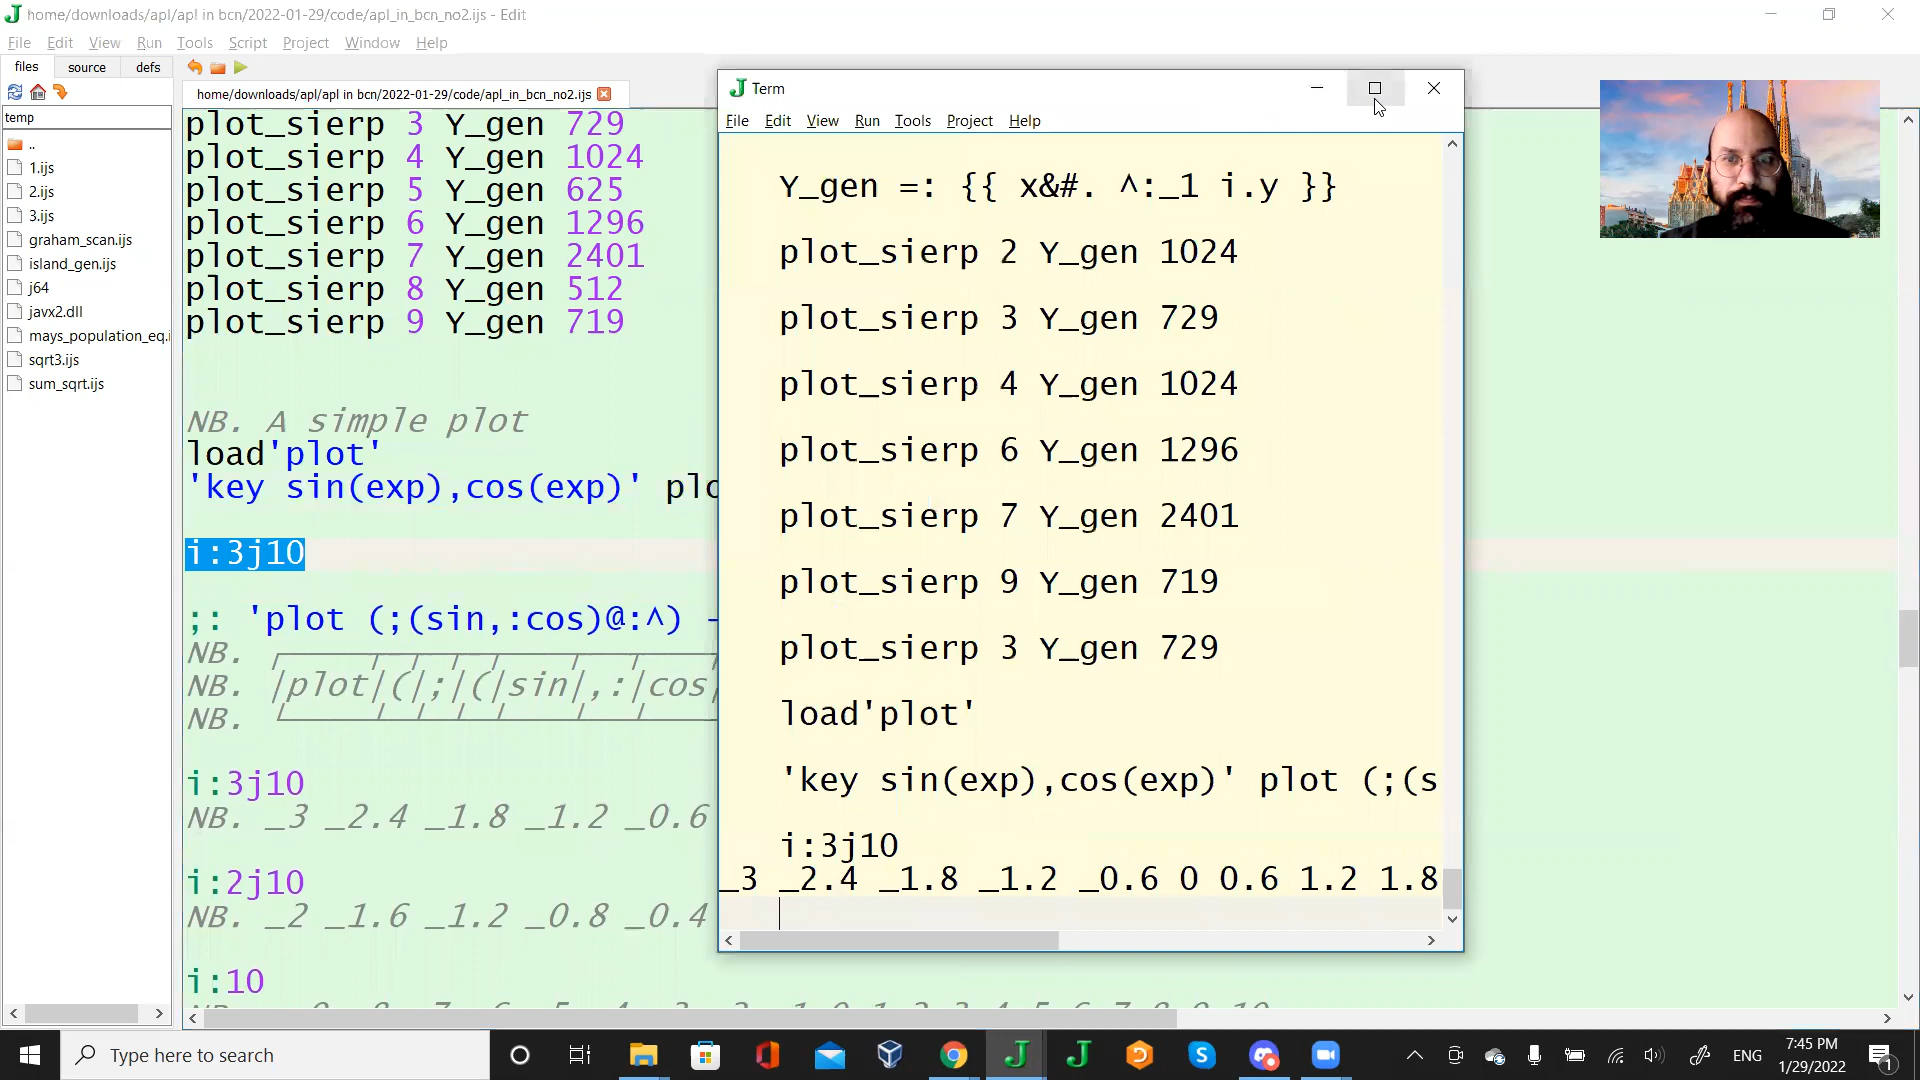 home/downloads/apl/apl in bcn/2022-01-29/code/apl_in_bcn_no2.ijs - Edit
File Edit View Run Tools Script Project Window Help
files source defs
home/downloads/apl/apl in bcn/2022-01-29/code/apl_in_bcn_no2.ijs
temp
..
1.ijs
2.ijs
3.ijs
graham_scan.ijs
island_gen.ijs
j64
javx2.dll
mays_population_eq.i
sqrt3.ijs
sum_sqrt.ijs
plot_sierp 3 Y_gen 729
plot_sierp 4 Y_gen 1024
plot_sierp 5 Y_gen 625
plot_sierp 6 Y_gen 1296
plot_sierp 7 Y_gen 2401
plot_sierp 8 Y_gen 512
plot_sierp 9 Y_gen 719
NB. A simple plot
load'plot'
'key sin(exp),cos(exp)' plo
i:3j10
;: 'plot (;(sin,:cos)@:^) -
NB.
NB. |plot|(|;|(|sin|,:|cos|
NB.
i:3j10
NB. _3 _2.4 _1.8 _1.2 _0.6
i:2j10
NB. _2 _1.6 _1.2 _0.8 _0.4
i:10
Term
File Edit View Run Tools Project Help
Y_gen =: {{ x&#. ^:_1 i.y }}
plot_sierp 2 Y_gen 1024
plot_sierp 3 Y_gen 729
plot_sierp 4 Y_gen 1024
plot_sierp 6 Y_gen 1296
plot_sierp 7 Y_gen 2401
plot_sierp 9 Y_gen 719
plot_sierp 3 Y_gen 729
load'plot'
'key sin(exp),cos(exp)' plot (;(s
i:3j10
_3 _2.4 _1.8 _1.2 _0.6 0 0.6 1.2 1.8
Type here to search
ENG
7:45 PM
1/29/2022
1